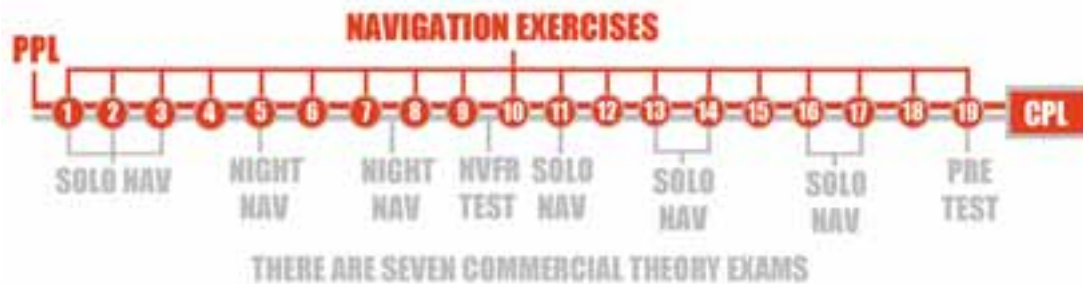 NAVIGATION EXERCISES
PPL
1 2 3 4 5 6 7 8 9 10 11 12 13 14 15 16 17 18 19 CPL
SOLO NAV
NIGHT
NAV
NIGHT
NAV
NVFR
TEST
SOLO
NAV
SOLO
NAV
SOLO
NAV
PRE
TEST
THERE ARE SEVEN COMMERCIAL THEORY EXAMS